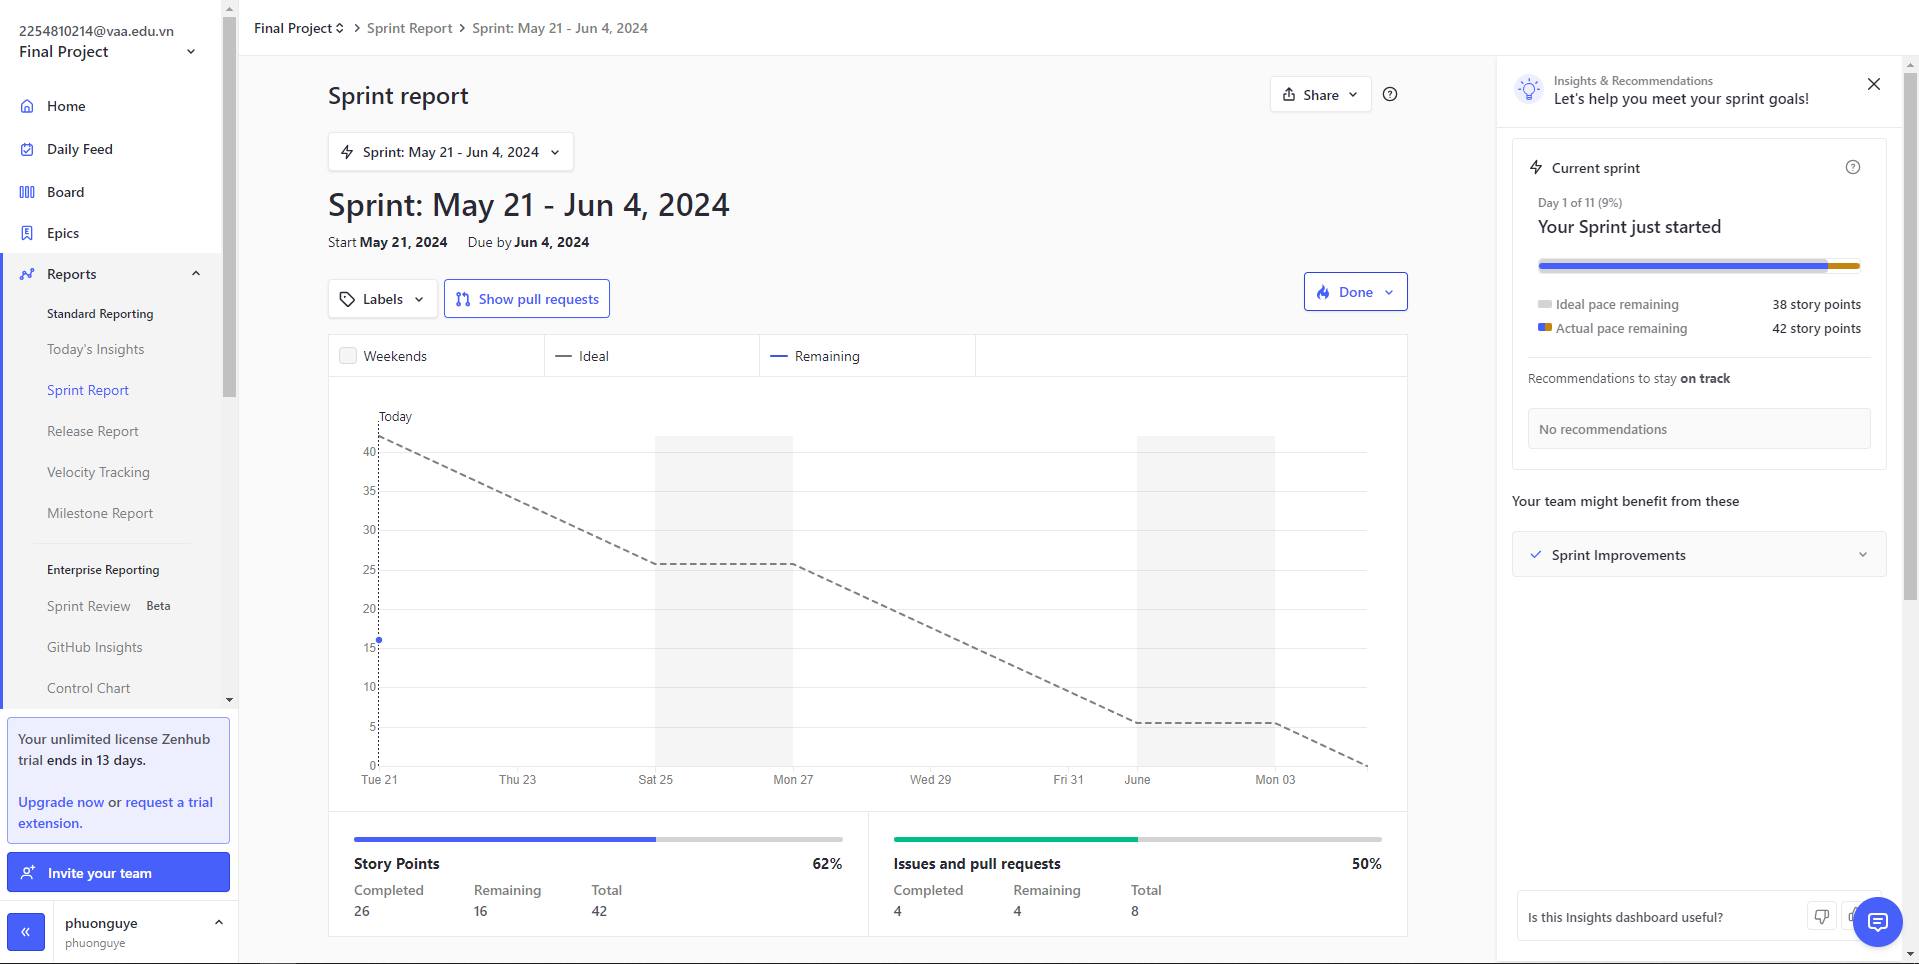 2254810214@vaa.edu.vn
Final Project
Home
Daily Feed
Board
Epics
Reports
Standard Reporting
Today's Insights
Sprint Report
Release Report
Velocity Tracking
Milestone Report
Enterprise Reporting
Sprint Review Beta
GitHub Insights
Control Chart
Your unlimited license Zenhub
trial ends in 13 days.
Upgrade now or request a trial
extension.
Invite your team
phuonguye
phuonguye
Final Project Sprint Report Sprint: May 21 - Jun 4, 2024
Sprint report
Share
Sprint: May 21 - Jun 4, 2024
Sprint: May 21 - Jun 4, 2024
Start May 21, 2024 Due by Jun 4, 2024
Labels
Show pull requests
Done
Weekends
Ideal
Remaining
Today
40
35
30
25
20
15
10
5
0
Tue 21 Thu 23 Sat 25 Mon 27 Wed 29 Fri 31 June Mon 03
Story Points 62%
Completed Remaining Total
26 16 42
Issues and pull requests 50%
Completed Remaining Total
4 4 8
Insights & Recommendations
Let's help you meet your sprint goals!
Current sprint
Day 1 of 11 (9%)
Your Sprint just started
Ideal pace remaining 38 story points
Actual pace remaining 42 story points
Recommendations to stay on track
No recommendations
Your team might benefit from these
Sprint Improvements
Is this Insights dashboard useful?